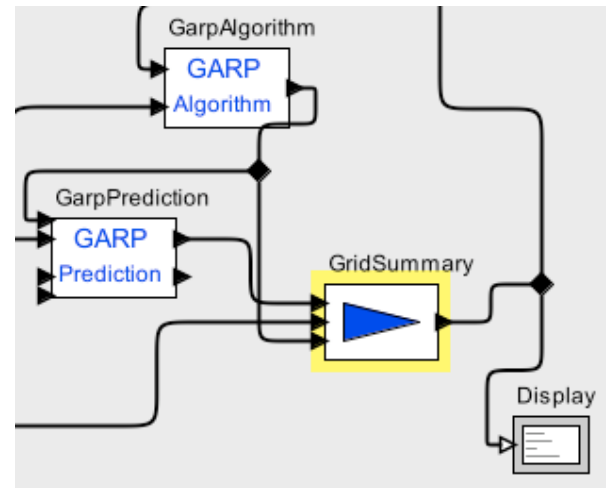 GarpAlgorithm
GARP
Algorithm
GarpPrediction
GARP
Prediction
GridSummary
Display